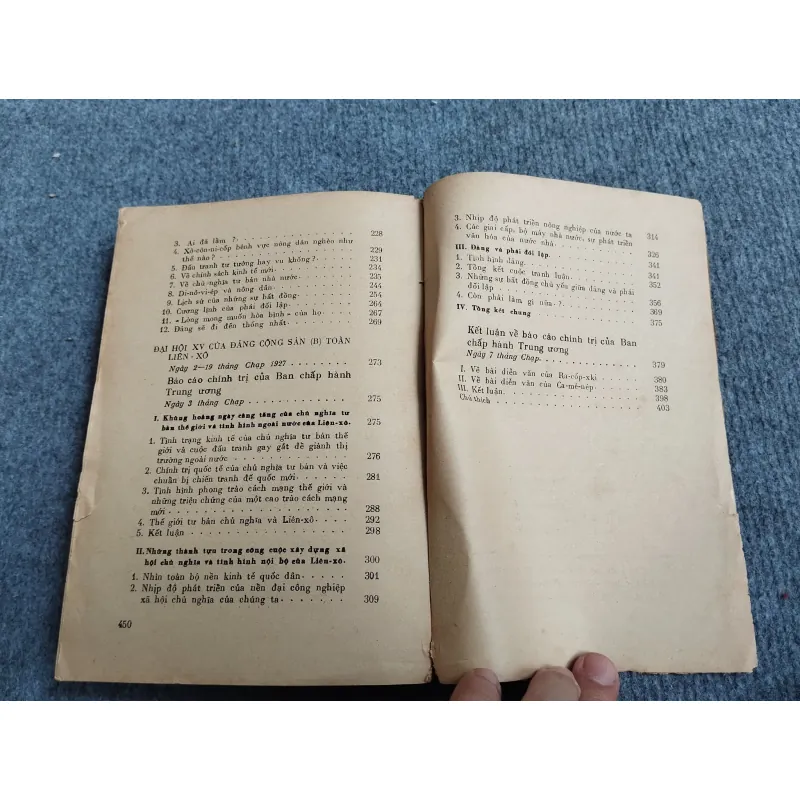 3. Ai đã lầm ? 228
4. Xô-côn-ni-cốp bênh vực nông dân nghèo như
thế nào? 229
5. Đấu tranh tư tưởng hay vu khống? 231
6. Về chính sách kinh tế mới 234
7. Về chủ nghĩa tư bản nhà nước 235
8. Di-nô-vi-ép và nông dân 244
9. Lịch sử của những sự bất đồng 254
10. Cương lĩnh của phái đối lập 264
11. «Lòng mong muốn hòa bình» của họ 267
12. Đảng sẽ đi đến thống nhất 269
ĐẠI HỘI XV CỦA ĐẢNG CỘNG SẢN (B) TOÀN
LIÊN-XÔ
Ngày 2—19 tháng Chạp 1927 273
Báo cáo chính trị của Ban chấp hành
Trung ương
Ngày 3 tháng Chạp 275
I. Khủng hoảng ngày càng tăng của chủ nghĩa tư
bản thế giới và tình hình ngoài nước của Liên-xô. 275
1. Tình trạng kinh tế của chủ nghĩa tư bản thế
giới và cuộc đấu tranh gay gắt để giành thị
trường ngoài nước 276
2. Chính trị quốc tế của chủ nghĩa tư bản và việc
chuẩn bị chiến tranh đế quốc mới 281
3. Tình hình phong trào cách mạng thế giới và
những triệu chứng của một cao trào cách mạng
mới 288
4. Thế giới tư bản chủ nghĩa và Liên-xô 292
5. Kết luận 298
II. Những thành tựu trong công cuộc xây dựng xã
hội chủ nghĩa và tình hình nội bộ của Liên-xô. 300
1. Nhìn toàn bộ nền kinh tế quốc dân 301
2. Nhịp độ phát triển của nền đại công nghiệp
xã hội chủ nghĩa của chúng ta 309
450
3. Nhịp độ phát triển nông nghiệp của nước ta 314
4. Các giai cấp, bộ máy nhà nước, sự phát triển
văn hóa của nước nhà 326
III. Đảng và phái đối lập 341
1. Tình hình đảng 341
2. Tổng kết cuộc tranh luận 352
3. Những sự bất đồng chủ yếu giữa đảng và phái
đối lập 356
4. Còn phải làm gì nữa ? 369
IV. Tổng kết chung 375
Kết luận về báo cáo chính trị của Ban
chấp hành Trung ương
Ngày 7 tháng Chạp 379
I. Về bài diễn văn của Ra-cốp-xki 380
II. Về bài diễn văn của Ca-mê-nép 383
III. Kết luận 398
Chú thích 403